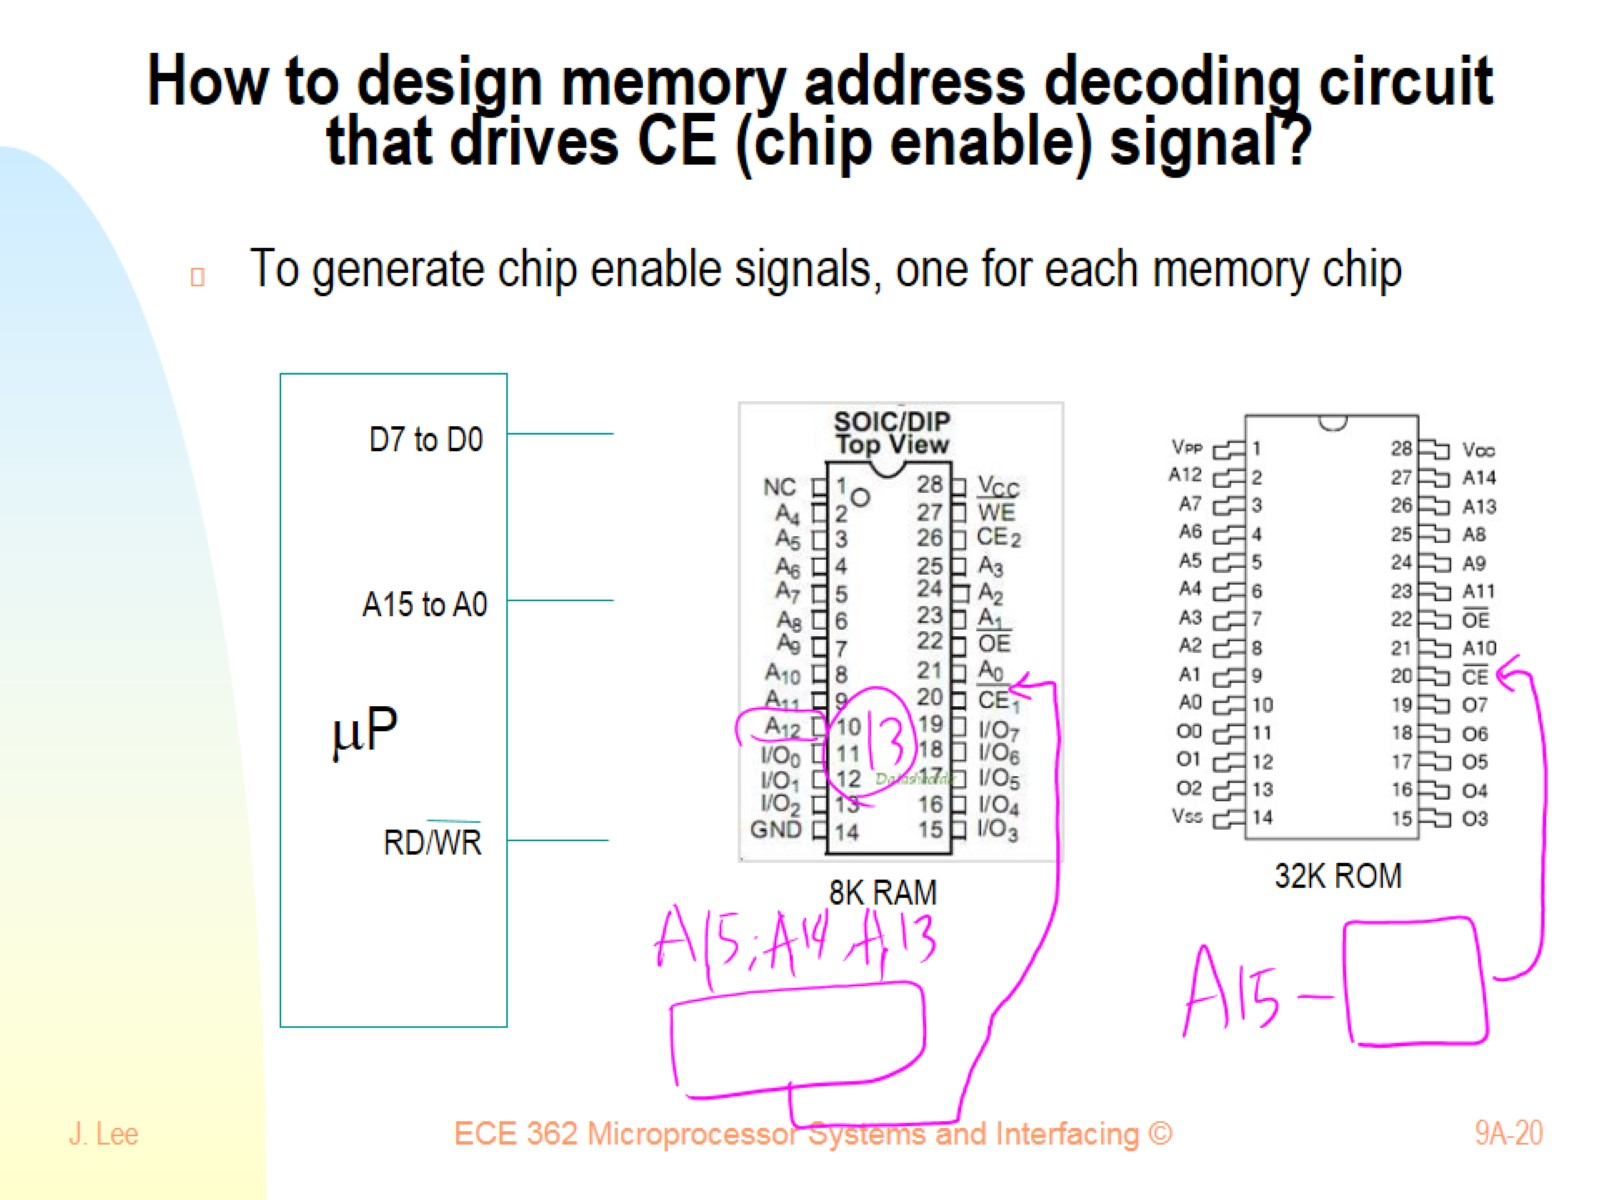 How to design memory address decoding circuit
that drives CE (chip enable) signal?
To generate chip enable signals, one for each memory chip
D7 to D0
A15 to A0
µP
RD/WR
SOIC/DIP
Top View
NC 1 28 VCC
A4 2 27 WE
A5 3 26 CE2
A6 4 25 A3
A7 5 24 A2
A8 6 23 A1
A9 7 22 OE
A10 8 21 A0
A11 9 20 CE1
A12 10 19 I/O7
I/O0 11 18 I/O6
I/O1 12 17 I/O5
I/O2 13 16 I/O4
GND 14 15 I/O3
13
8K RAM
A15, A14, A13
VPP 1 28 Vcc
A12 2 27 A14
A7 3 26 A13
A6 4 25 A8
A5 5 24 A9
A4 6 23 A11
A3 7 22 OE
A2 8 21 A10
A1 9 20 CE
A0 10 19 O7
O0 11 18 O6
O1 12 17 O5
O2 13 16 O4
Vss 14 15 O3
32K ROM
A15
J. Lee
ECE 362 Microprocessor Systems and Interfacing ©
9A-20